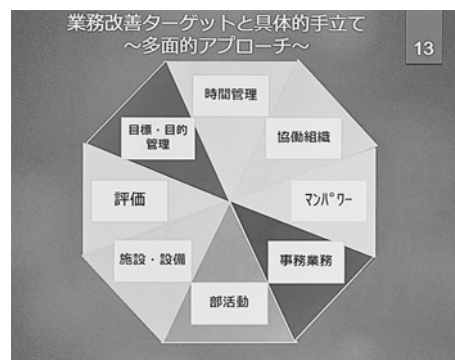 業務改善ターゲットと具体的手立て
～多面的アプローチ～
13
時間管理
協働組織
ﾏﾝﾊﾟﾜｰ
事務業務
部活動
施設・設備
評価
目標・目的
管理